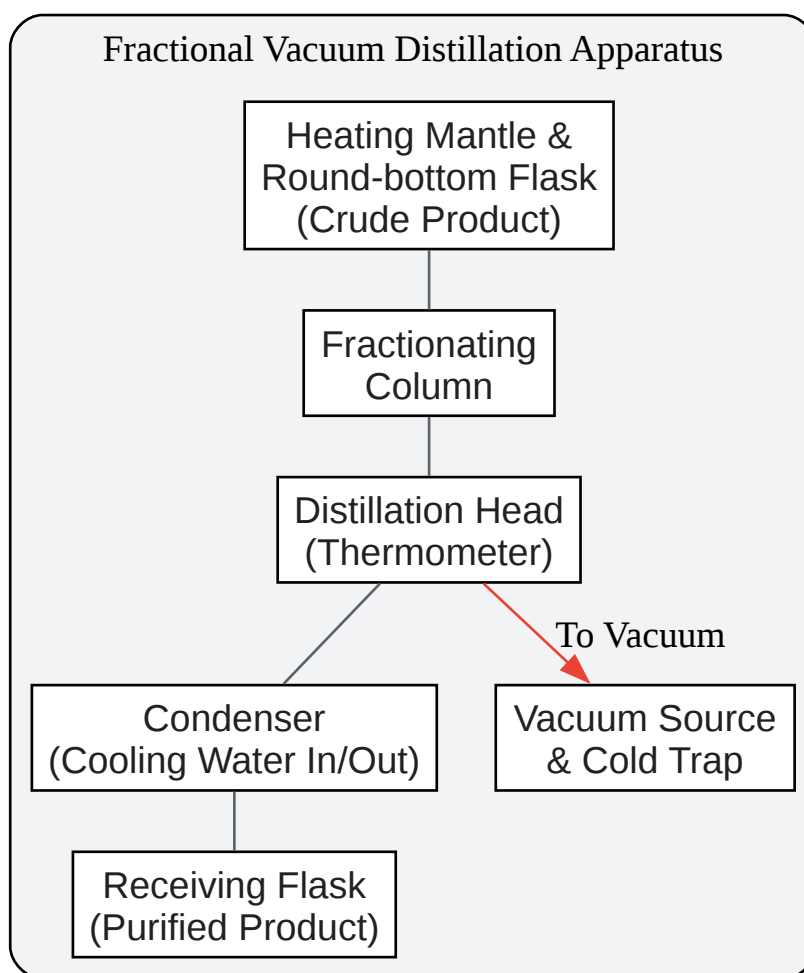 Fractional Vacuum Distillation Apparatus
Heating Mantle &
Round-bottom Flask
(Crude Product)
Fractionating
Column
Distillation Head
(Thermometer)
To Vacuum
Condenser
(Cooling Water In/Out)
Vacuum Source
& Cold Trap
Receiving Flask
(Purified Product)